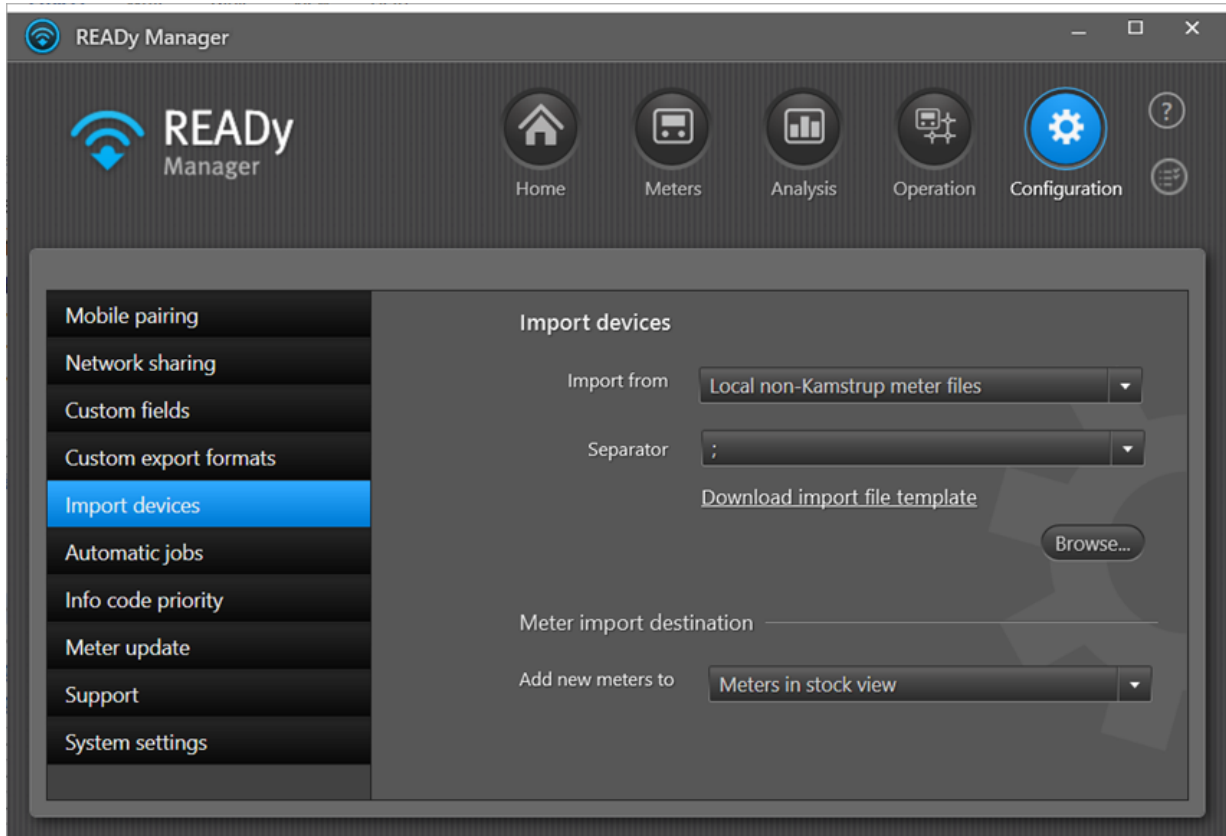 READy Manager
READy
Manager
Home
Meters
Analysis
Operation
Configuration
?
Mobile pairing
Network sharing
Custom fields
Custom export formats
Import devices
Automatic jobs
Info code priority
Meter update
Support
System settings
Import devices
Import from
Local non-Kamstrup meter files
Separator
;
Download import file template
Browse...
Meter import destination
Add new meters to
Meters in stock view